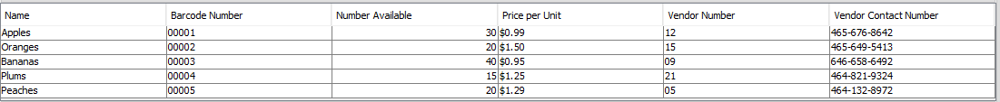 Name Barcode Number Number Available Price per Unit Vendor Number Vendor Contact Number
Apples 00001 30 $0.99 12 465-676-8642
Oranges 00002 20 $1.50 15 465-649-5413
Bananas 00003 40 $0.95 09 646-658-6492
Plums 00004 15 $1.25 21 464-821-9324
Peaches 00005 20 $1.29 05 464-132-8972